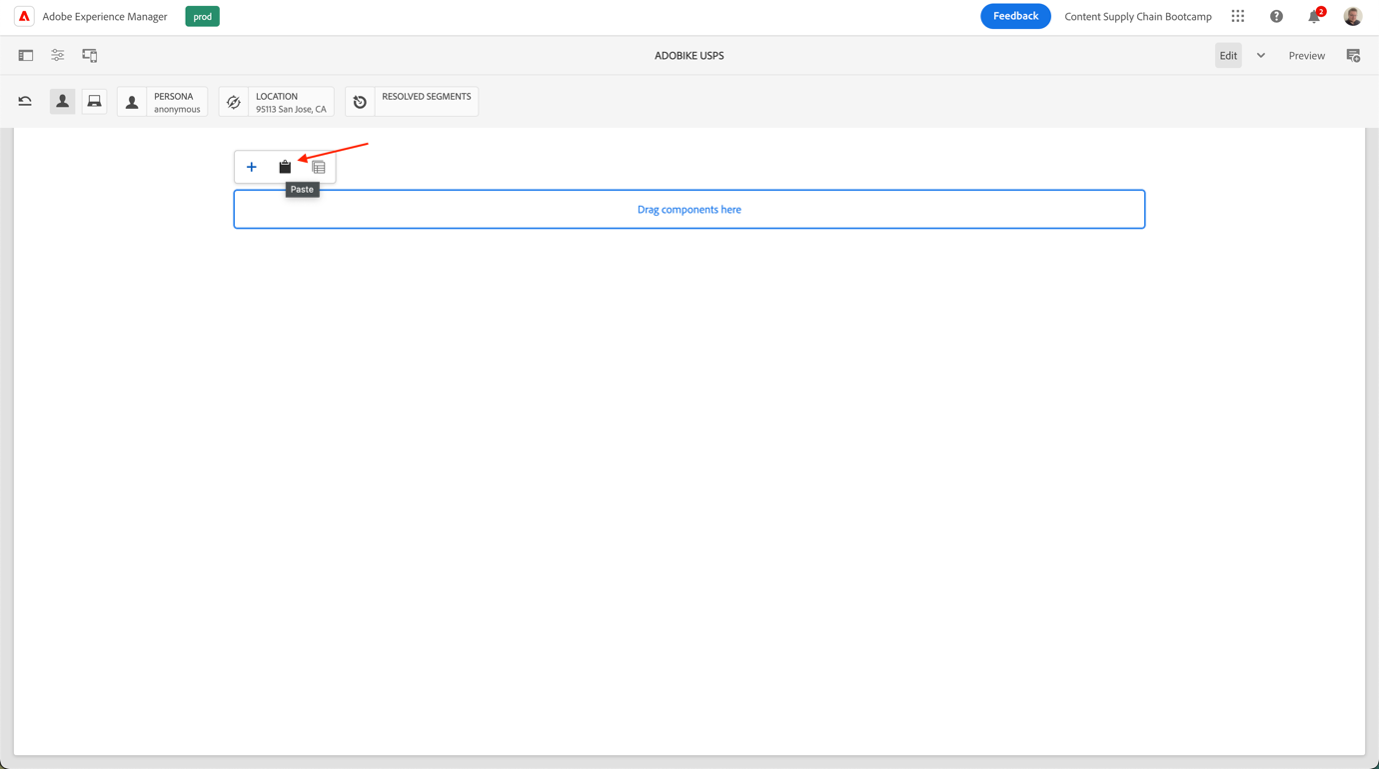 Adobe Experience Manager
prod
Feedback
Content Supply Chain Bootcamp
2
ADOBIKE USPS
Edit
Preview
PERSONA
anonymous
LOCATION
95113 San Jose, CA
RESOLVED SEGMENTS
Paste
Drag components here